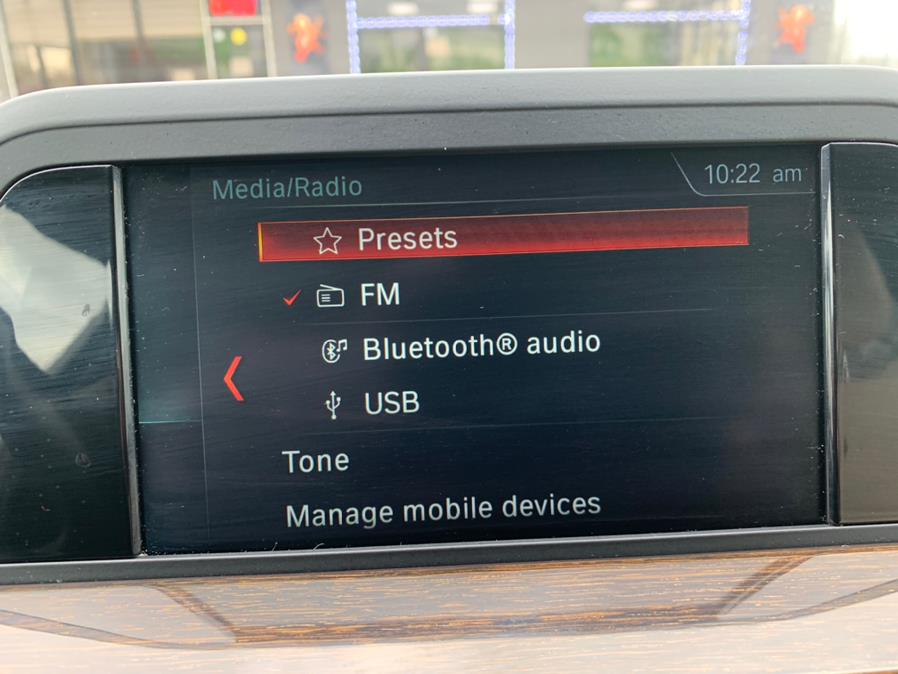 Media/Radio
10:22 am
Presets
FM
Bluetooth® audio
USB
Tone
Manage mobile devices